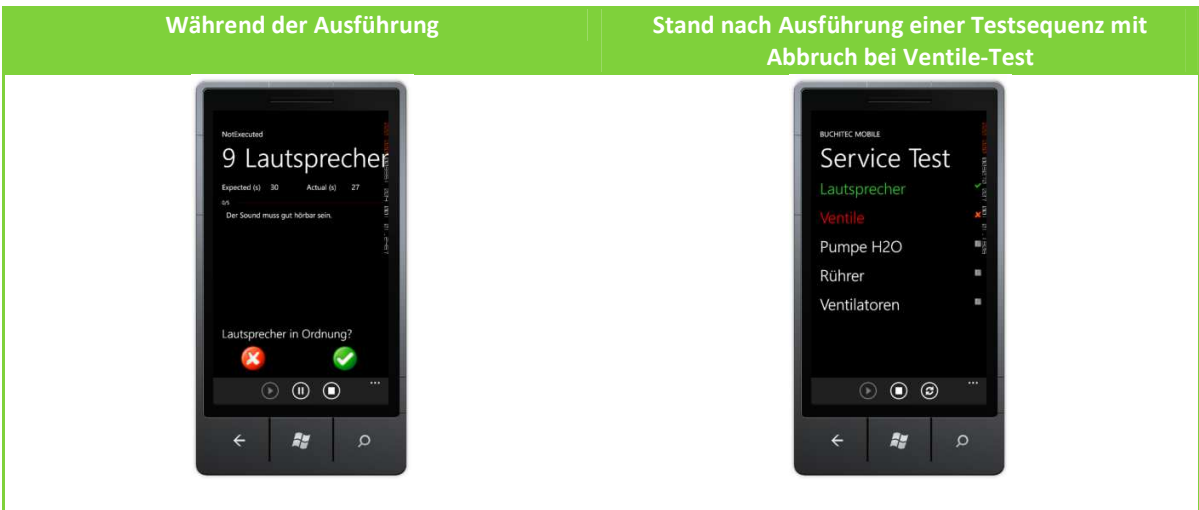 Während der Ausführung
Stand nach Ausführung einer Testsequenz mit
Abbruch bei Ventile-Test
NotExecuted
9 Lautsprecher
Expected (s) 30 Actual (s) 27
0/5
Der Sound muss gut hörbar sein.
Lautsprecher in Ordnung?
BUCHITEC MOBILE
Service Test
Lautsprecher
Ventile
Pumpe H2O
Rührer
Ventilatoren